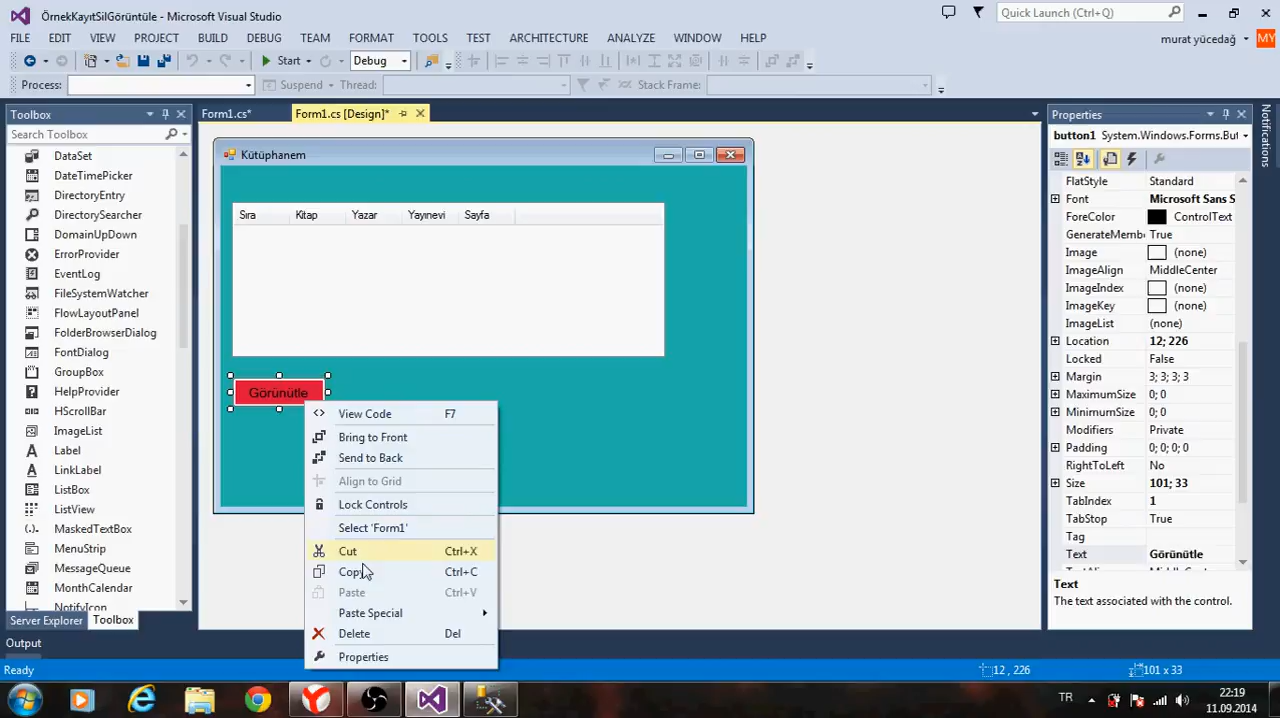 ÖrnekKayıtSilGörüntüle - Microsoft Visual Studio
Quick Launch (Ctrl+Q)
FILE EDIT VIEW PROJECT BUILD DEBUG TEAM FORMAT TOOLS TEST ARCHITECTURE ANALYZE WINDOW HELP
murat yücedağ MY
Start Debug
Process: Suspend Thread: Stack Frame:
Toolbox
Form1.cs*
Form1.cs [Design]*
Properties
Notifications
Search Toolbox
DataSet
DateTimePicker
DirectoryEntry
DirectorySearcher
DomainUpDown
ErrorProvider
EventLog
FileSystemWatcher
FlowLayoutPanel
FolderBrowserDialog
FontDialog
GroupBox
HelpProvider
HScrollBar
ImageList
Label
LinkLabel
ListBox
ListView
MaskedTextBox
MenuStrip
MessageQueue
MonthCalendar
NotifyIcon
Server Explorer Toolbox
Kütüphanem
Sıra Kitap Yazar Yayınevi Sayfa
Görünütle
View Code F7
Bring to Front
Send to Back
Align to Grid
Lock Controls
Select 'Form1'
Cut Ctrl+X
Copy Ctrl+C
Paste Ctrl+V
Paste Special
Delete Del
Properties
button1 System.Windows.Forms.But
FlatStyle Standard
Font Microsoft Sans S
ForeColor ControlText
GenerateMembe True
Image (none)
ImageAlign MiddleCenter
ImageIndex (none)
ImageKey (none)
ImageList (none)
Location 12; 226
Locked False
Margin 3; 3; 3; 3
MaximumSize 0; 0
MinimumSize 0; 0
Modifiers Private
Padding 0; 0; 0; 0
RightToLeft No
Size 101; 33
TabIndex 1
TabStop True
Tag
Text Görünütle
Text
The text associated with the control.
Output
Ready
12 , 226
101 x 33
TR
22:19
11.09.2014